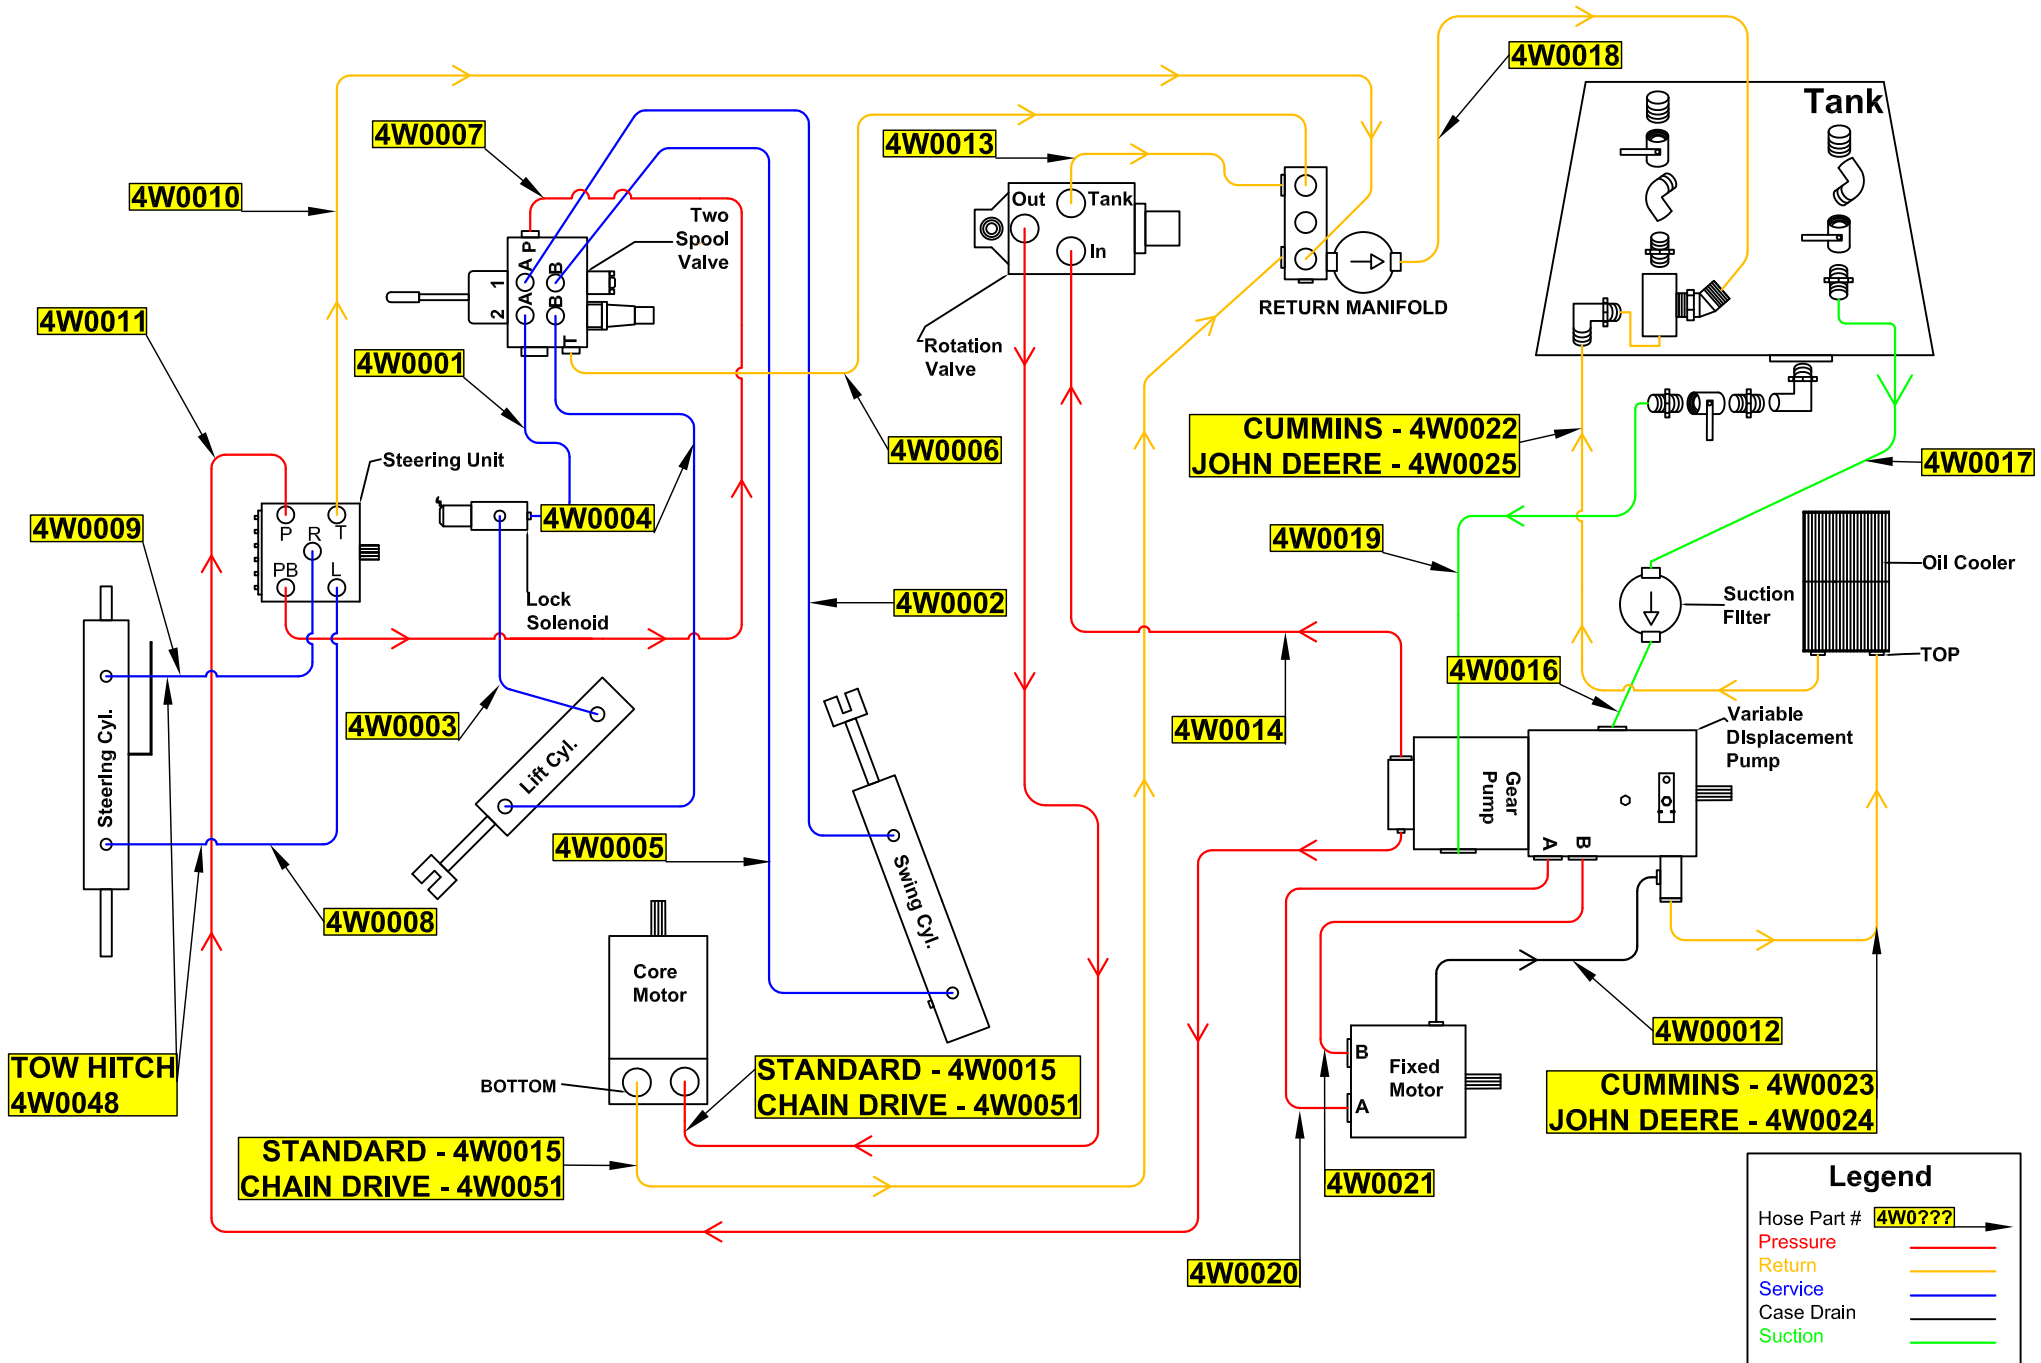 4W0018
Tank
4W0007
4W0013
4W0010
Two
Spool
Valve
Out
Tank
In
P
A
B
1
A
B
2
T
RETURN MANIFOLD
4W0011
4W0001
Rotation
Valve
CUMMINS - 4W0022
JOHN DEERE - 4W0025
4W0006
4W0017
Steering Unit
4W0009
P
R
T
PB
L
4W0004
4W0019
Oil Cooler
Lock
Solenoid
4W0002
Suction
FIlter
TOP
4W0016
4W0003
4W0014
Variable
DIsplacement
Pump
SteerIng Cyl.
Lift Cyl.
Gear
Pump
A
B
4W0005
Swing Cyl.
4W0008
Core
Motor
4W00012
TOW HITCH
4W0048
BOTTOM
STANDARD - 4W0015
CHAIN DRIVE - 4W0051
B
Fixed
Motor
A
CUMMINS - 4W0023
JOHN DEERE - 4W0024
STANDARD - 4W0015
CHAIN DRIVE - 4W0051
4W0021
4W0020
Legend
Hose Part # 4W0???
Pressure
Return
Service
Case Drain
Suction